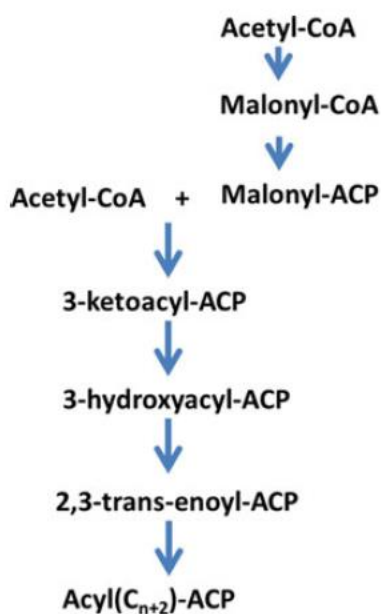 Acetyl-CoA
Malonyl-CoA
Acetyl-CoA + Malonyl-ACP
3-ketoacyl-ACP
3-hydroxyacyl-ACP
2,3-trans-enoyl-ACP
Acyl(Cn+2)-ACP